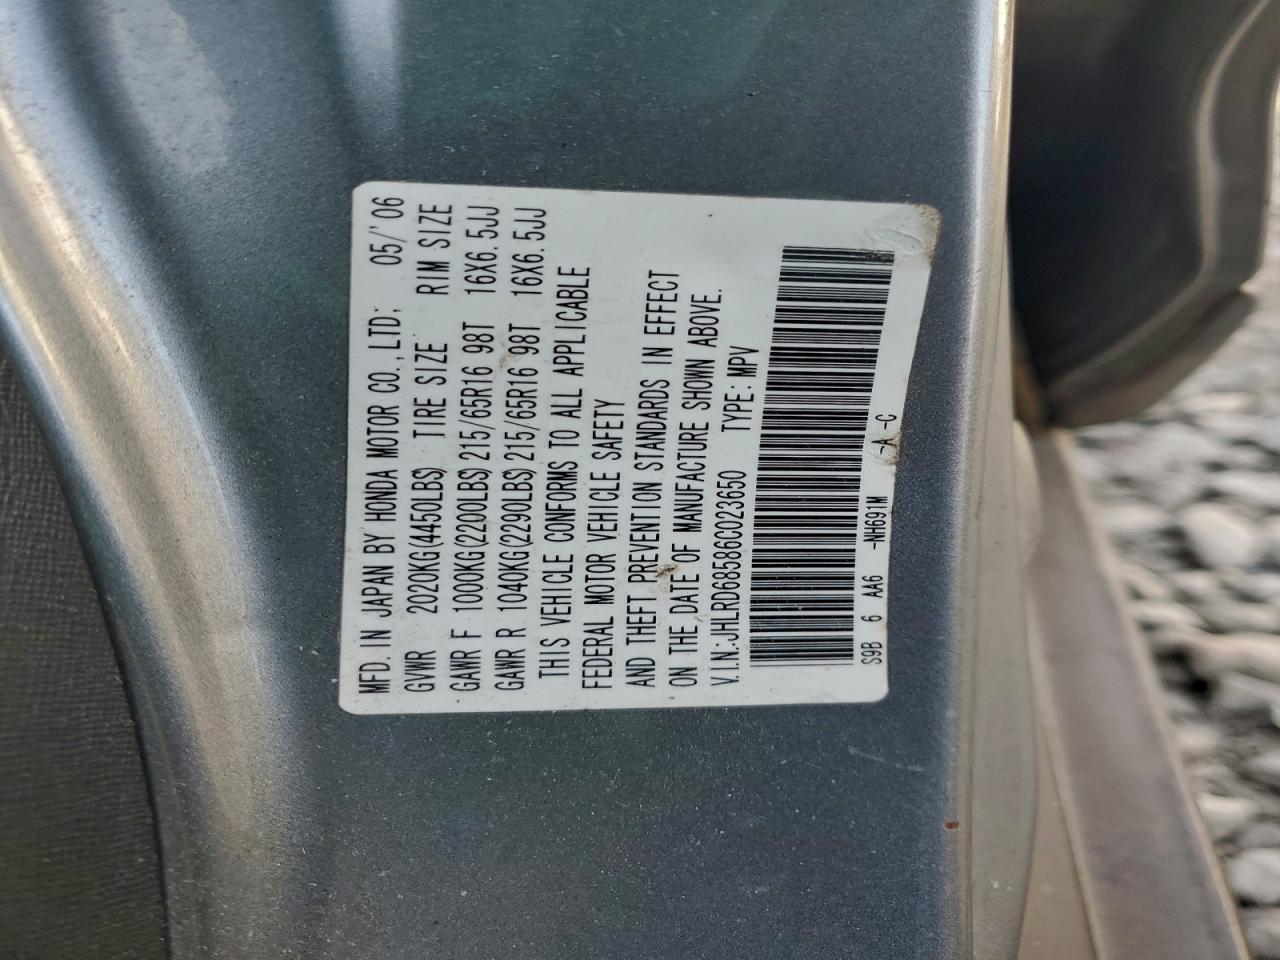 MFD. IN JAPAN BY HONDA MOTOR CO., LTD; 05/'06
GVWR 2020KG(4450LBS) TIRE SIZE RIM SIZE
GAWR F 1000KG(2200LBS)215/65R16 98T 16X6.5JJ
GAWR R 1040KG(2290LBS)215/65R16 98T 16X6.5JJ
THIS VEHICLE CONFORMS TO ALL APPLICABLE
FEDERAL MOTOR VEHICLE SAFETY
AND THEFT PREVENTION STANDARDS IN EFFECT
ON THE DATE OF MANUFACTURE SHOWN ABOVE.
V.I.N.:JHLRD68586C023650 TYPE:MPV
S9B 6 AA6 -NH691M -A -C